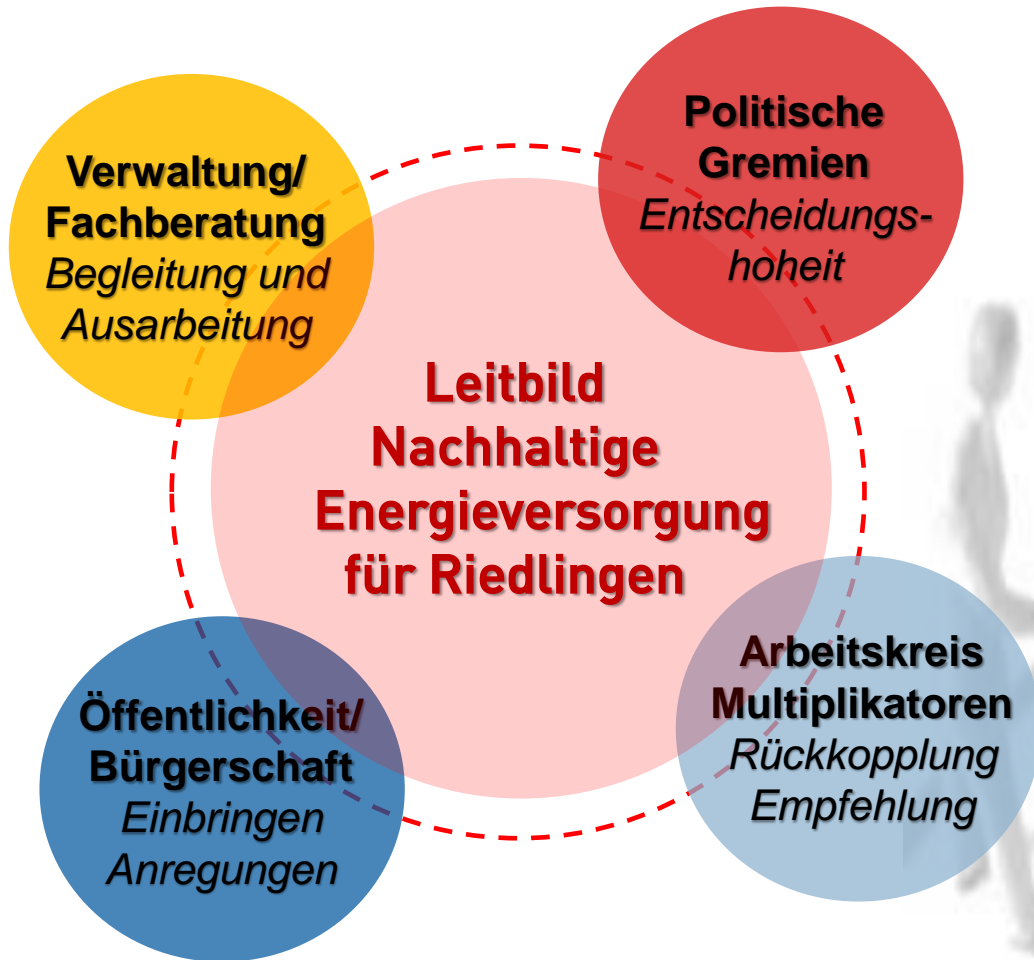 Verwaltung/
Fachberatung
Begleitung und
Ausarbeitung
Politische
Gremien
Entscheidungs-
hoheit
Leitbild
Nachhaltige
Energieversorgung
für Riedlingen
Öffentlichkeit/
Bürgerschaft
Einbringen
Anregungen
Arbeitskreis
Multiplikatoren
Rückkopplung
Empfehlung